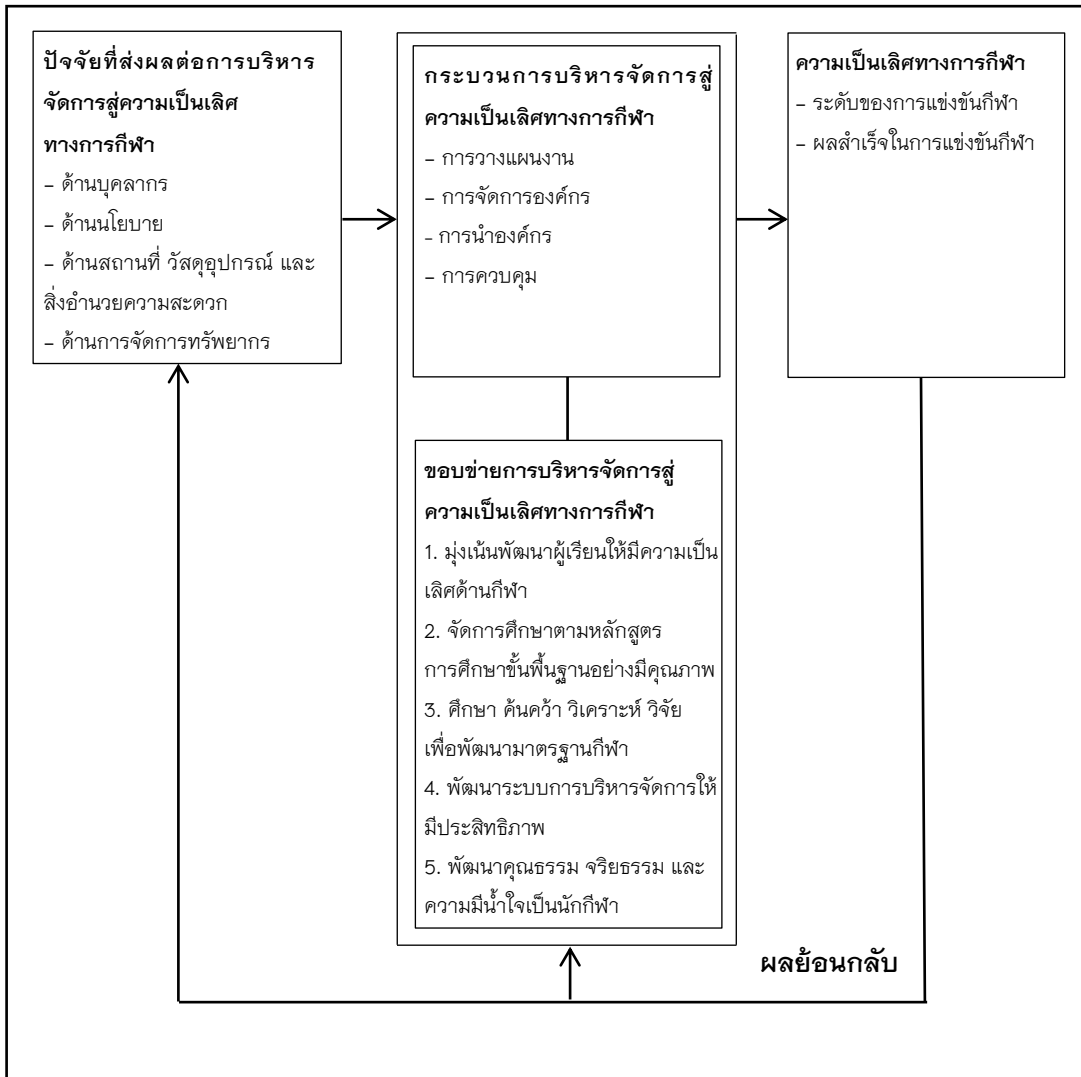 ปัจจัยที่ส่งผลต่อการบริหาร
จัดการสู่ความเป็นเลิศ
ทางการกีฬา
– ด้านบุคลากร
– ด้านนโยบาย
– ด้านสถานที่ วัสดุอุปกรณ์ และ
สิ่งอำนวยความสะดวก
– ด้านการจัดการทรัพยากร
กระบวนการบริหารจัดการสู่
ความเป็นเลิศทางการกีฬา
– การวางแผนงาน
– การจัดการองค์กร
- การนำองค์กร
– การควบคุม
ความเป็นเลิศทางการกีฬา
– ระดับของการแข่งขันกีฬา
– ผลสำเร็จในการแข่งขันกีฬา
ขอบข่ายการบริหารจัดการสู่
ความเป็นเลิศทางการกีฬา
1. มุ่งเน้นพัฒนาผู้เรียนให้มีความเป็น
เลิศด้านกีฬา
2. จัดการศึกษาตามหลักสูตร
การศึกษาขั้นพื้นฐานอย่างมีคุณภาพ
3. ศึกษา ค้นคว้า วิเคราะห์ วิจัย
เพื่อพัฒนามาตรฐานกีฬา
4. พัฒนาระบบการบริหารจัดการให้
มีประสิทธิภาพ
5. พัฒนาคุณธรรม จริยธรรม และ
ความมีน้ำใจเป็นนักกีฬา
ผลย้อนกลับ